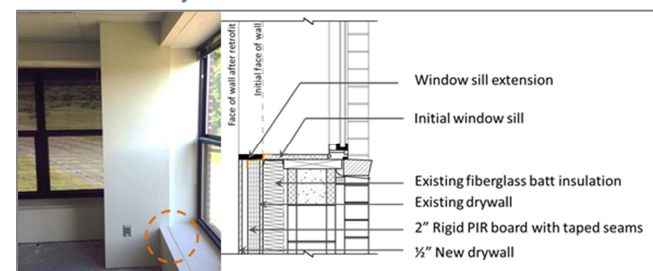 Face of wall after retrofit
Initial face of wall
Window sill extension
Initial window sill
Existing fiberglass batt insulation
Existing drywall
2” Rigid PIR board with taped seams
½” New drywall